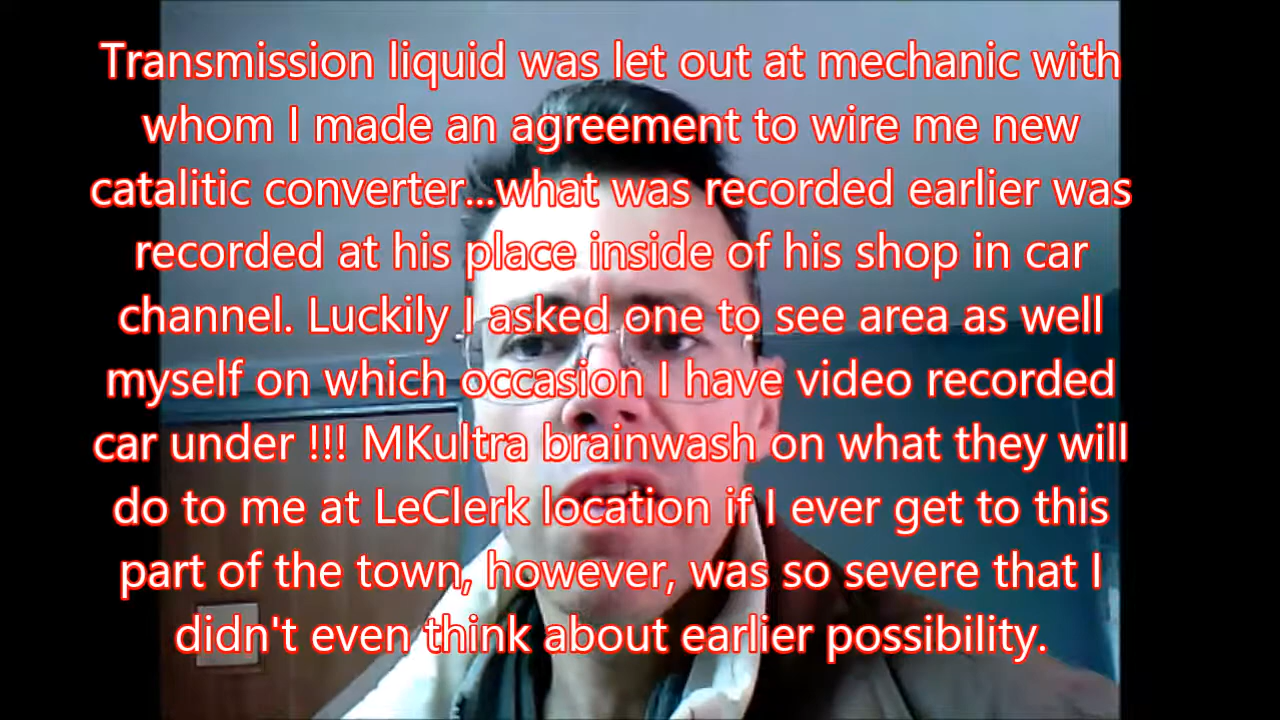 Transmission liquid was let out at mechanic with
whom I made an agreement to wire me new
catalitic converter...what was recorded earlier was
recorded at his place inside of his shop in car
channel. Luckily I asked one to see area as well
myself on which occasion I have video recorded
car under !!! MKultra brainwash on what they will
do to me at LeClerk location if I ever get to this
part of the town, however, was so severe that I
didn't even think about earlier possibility.